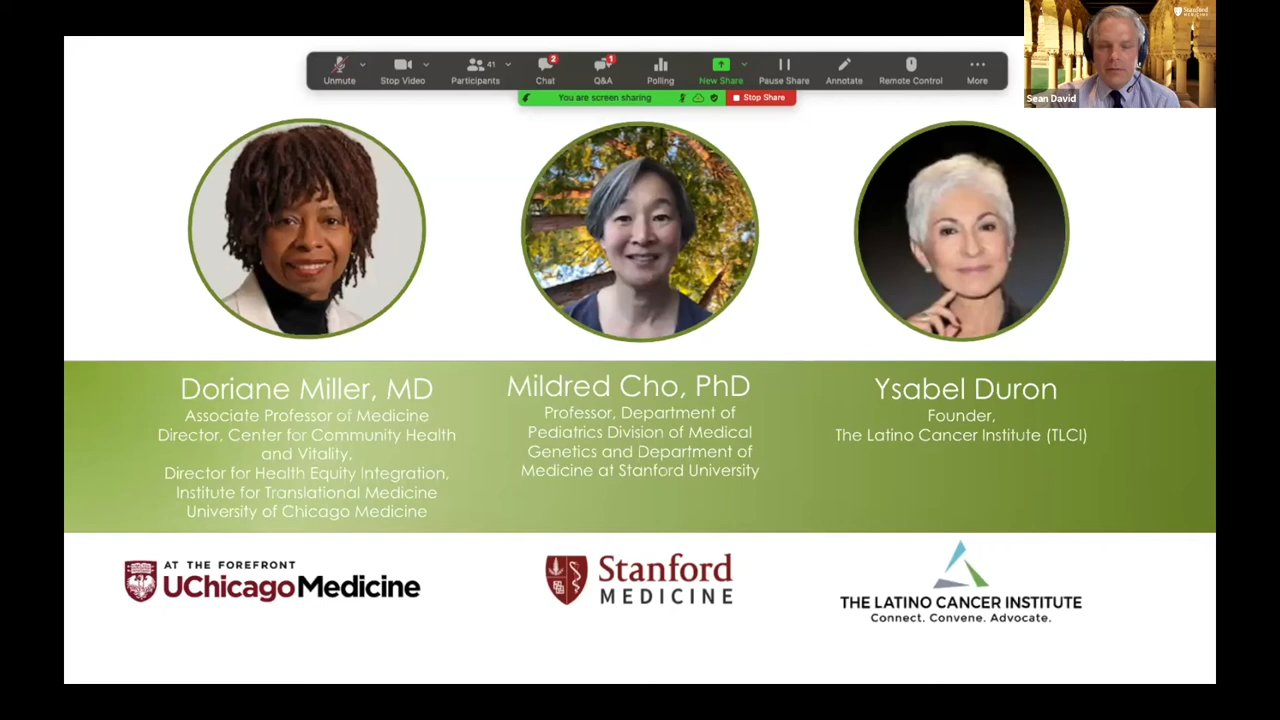 Stanford
MEDICINE
Sean David
Unmute
Stop Video
Participants
41
Chat
2
Q&A
1
Polling
New Share
Pause Share
Annotate
Remote Control
More
You are screen sharing
Stop Share
Doriane Miller, MD
Associate Professor of Medicine
Director, Center for Community Health
and Vitality,
Director for Health Equity Integration,
Institute for Translational Medicine
University of Chicago Medicine
Mildred Cho, PhD
Professor, Department of
Pediatrics Division of Medical
Genetics and Department of
Medicine at Stanford University
Ysabel Duron
Founder,
The Latino Cancer Institute (TLCI)
AT THE FOREFRONT
UChicagoMedicine
Stanford
MEDICINE
THE LATINO CANCER INSTITUTE
Connect. Convene. Advocate.